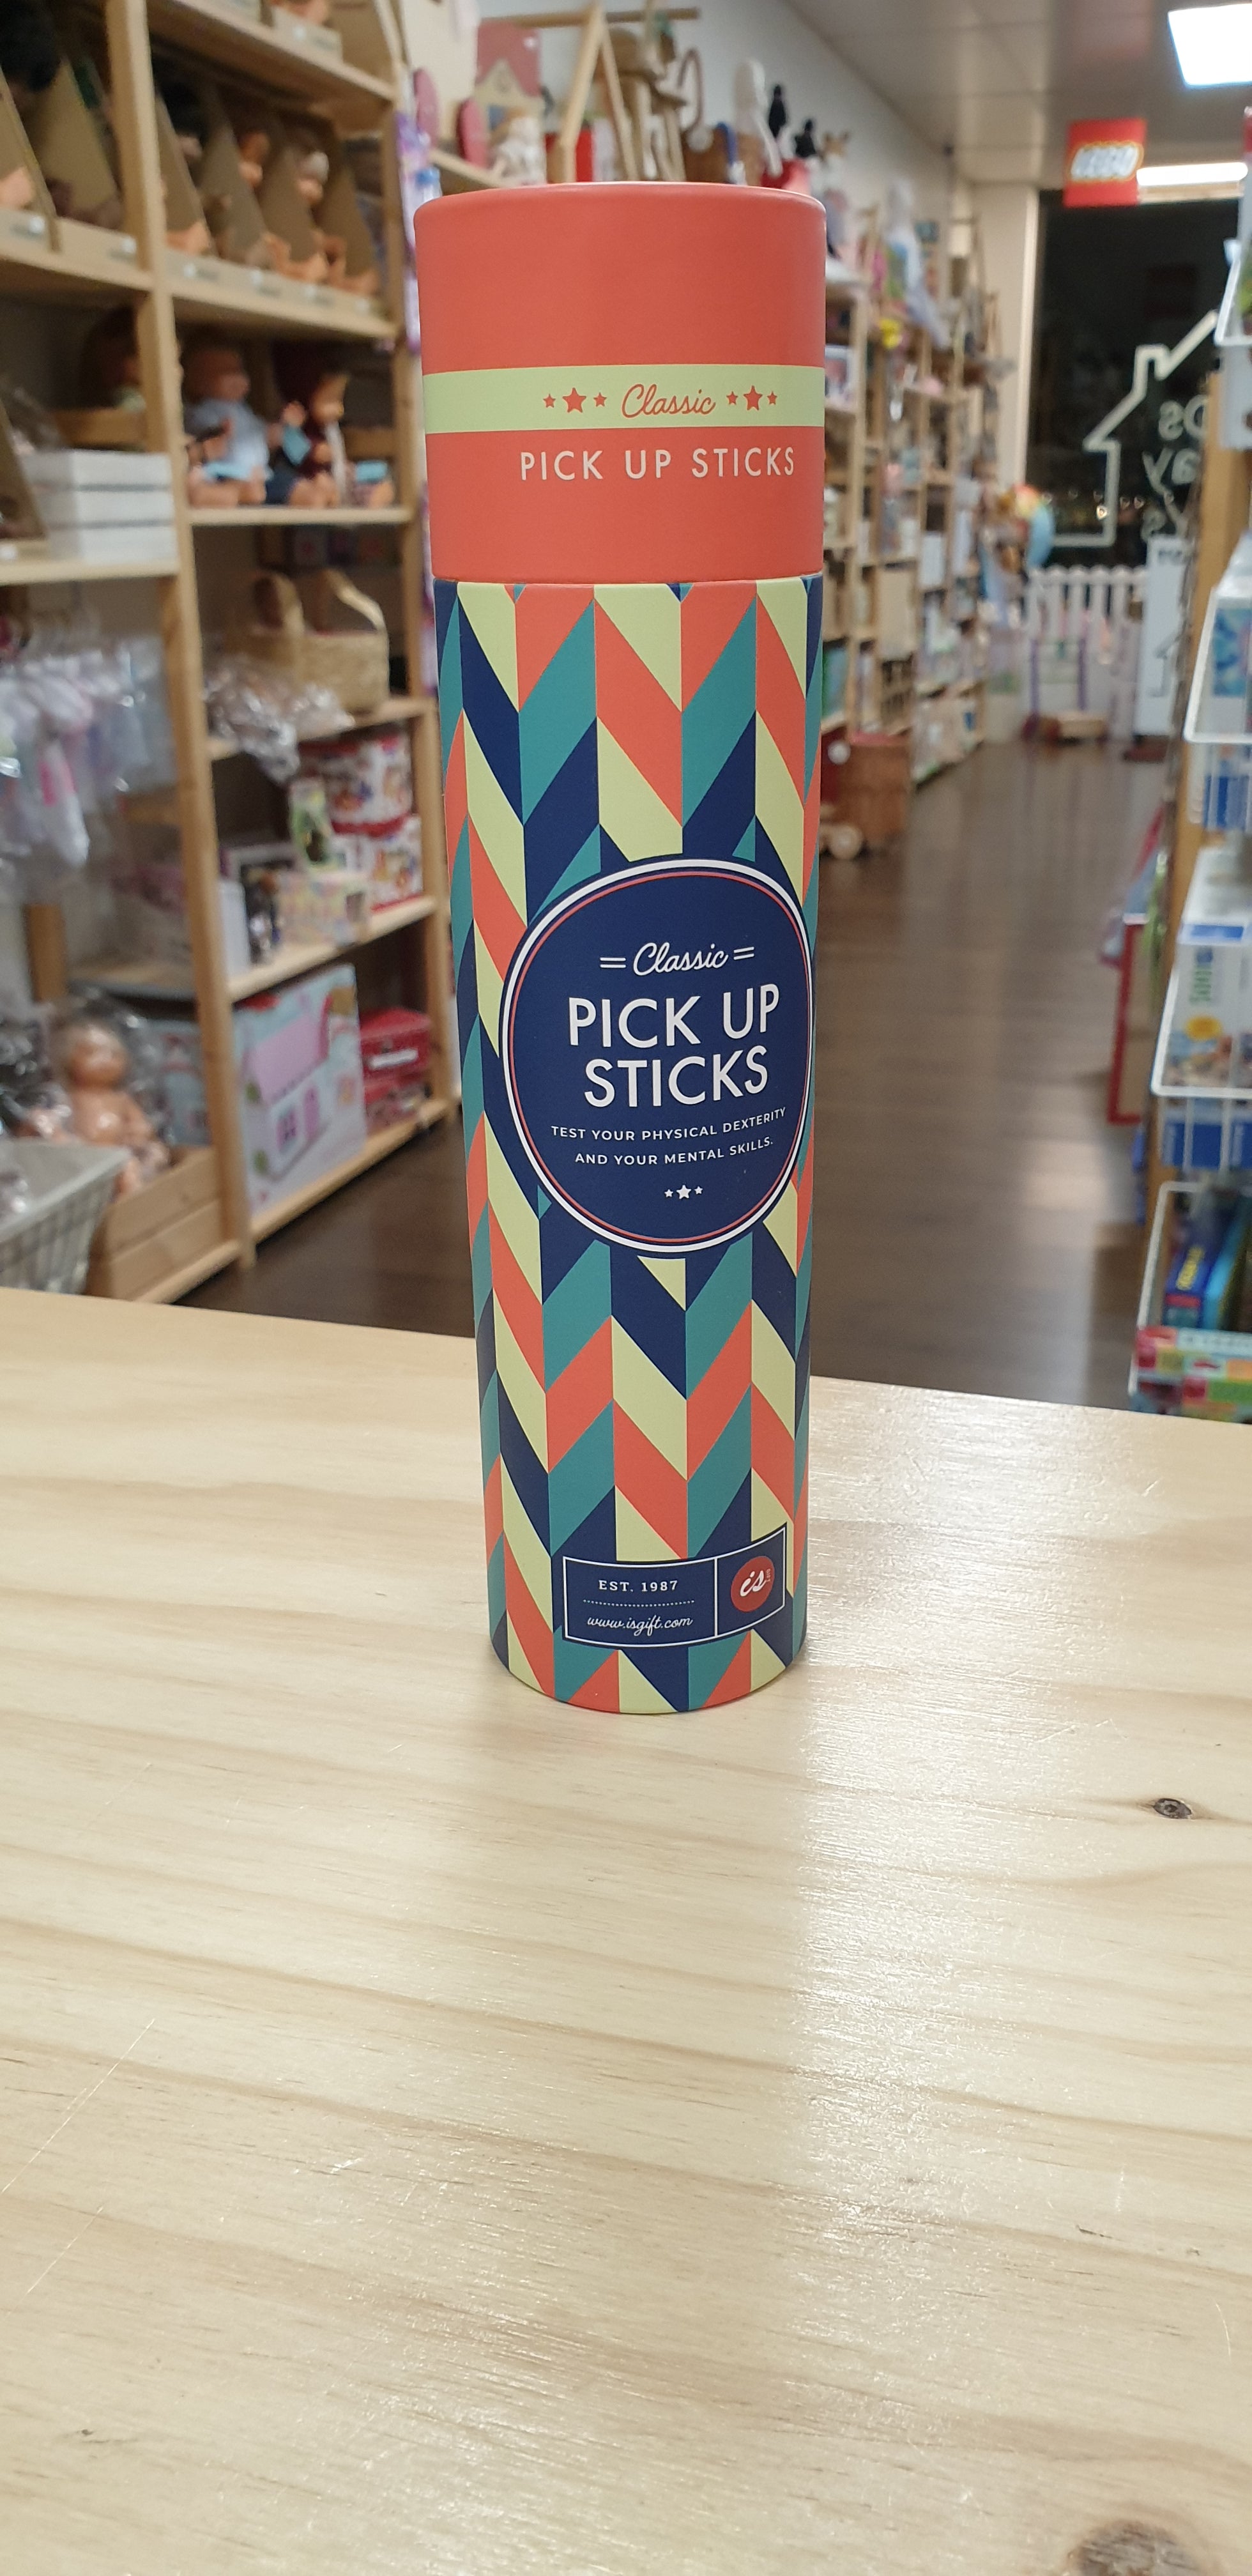 Classic
PICK UP STICKS
Classic
PICK UP
STICKS
TEST YOUR PHYSICAL DEXTERITY
AND YOUR MENTAL SKILLS.
EST. 1987
www.isgift.com
is
LEGO